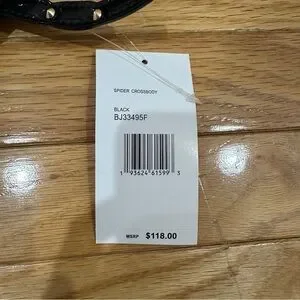 SPIDER CROSSBODY
BLACK
BJ33495F
1 93624 61599 3
MSRP $118.00